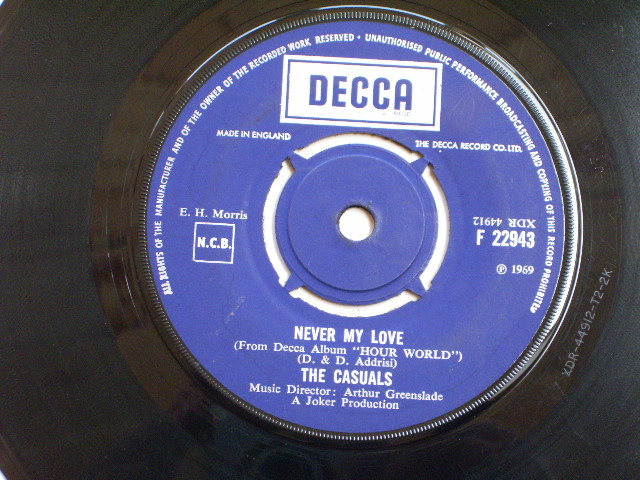 ALL RIGHTS OF THE MANUFACTURER AND OF THE OWNER OF THE RECORDED WORK RESERVED • UNAUTHORISED PUBLIC PERFORMANCE BROADCASTING AND COPYING OF THIS RECORD PROHIBITED
DECCA
MADE IN ENGLAND
THE DECCA RECORD CO. LTD.
E. H. Morris
N.C.B.
XDR 44912
F 22943
℗ 1969
NEVER MY LOVE
(From Decca Album "HOUR WORLD")
(D. & D. Addrisi)
THE CASUALS
Music Director: Arthur Greenslade
A Joker Production
XDR-44912-T2-2K